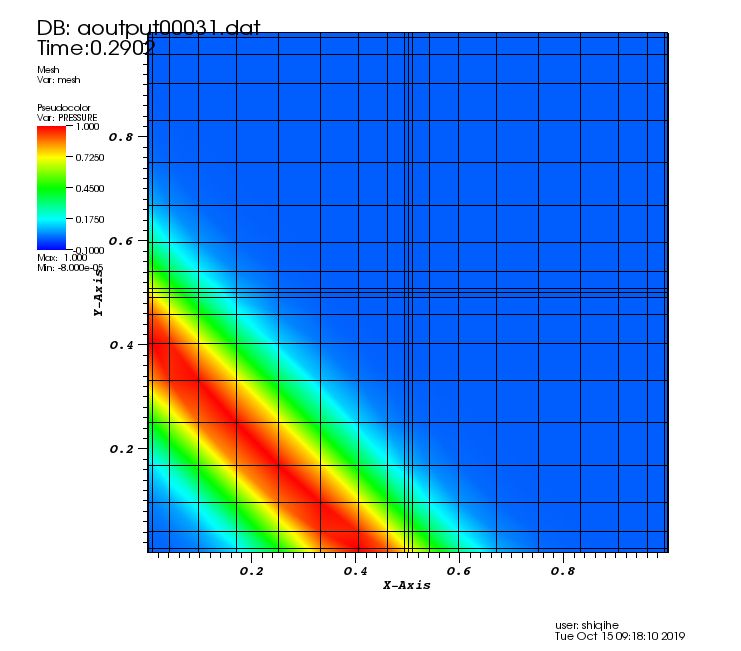 DB: aoutput00031.dat
Time:0.2902
Mesh
Var: mesh
Pseudocolor
Var: PRESSURE
1.000
0.7250
0.4500
0.1750
-0.1000
Max: 1.000
Min: -8.000e-05
0.8
0.6
0.4
0.2
Y-Axis
0.2 0.4 0.6 0.8
X-Axis
user: shiqihe
Tue Oct 15 09:18:10 2019